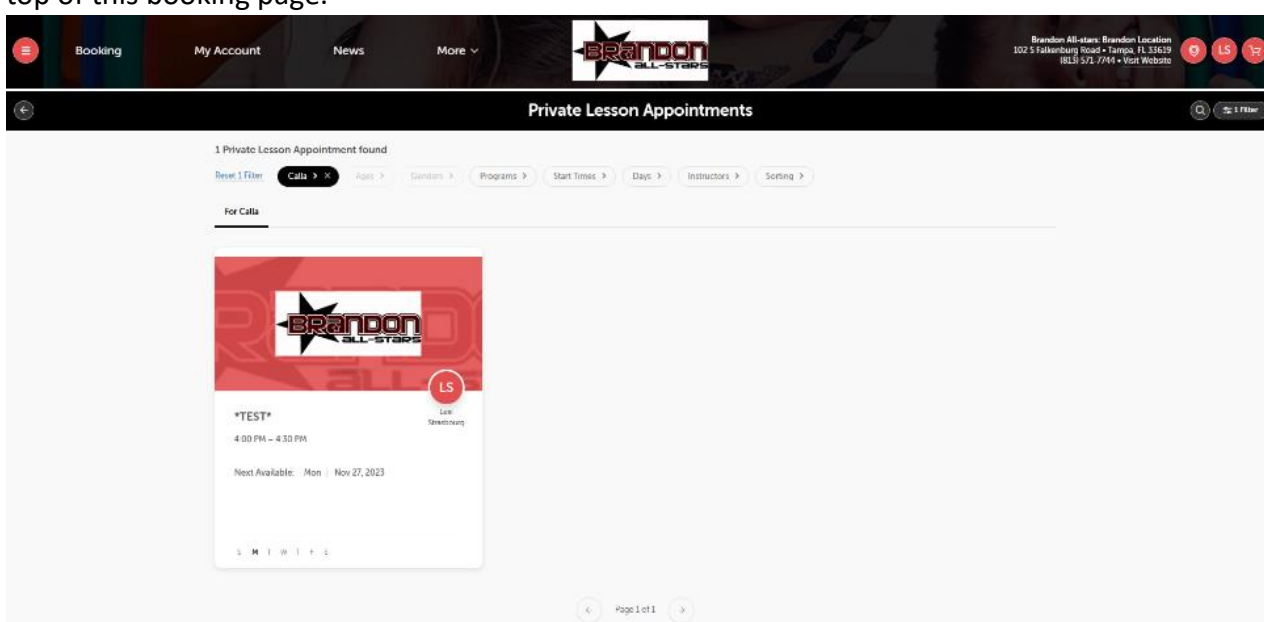 top of this booking page.
Booking My Account News More
BRANDON ALL-STARS
Brandon All-stars: Brandon Location
102 S Falkenburg Road • Tampa, FL 33619
(813) 571-7744 • Visit Website
LS
Private Lesson Appointments
1 Filter
1 Private Lesson Appointment found
Reset 1 Filter Calla > × Ages > Genders > Programs > Start Times > Days > Instructors > Sorting >
For Calla
BRANDON
ALL-STARS
LS
*TEST*
Strasbourg
4:00 PM – 4:30 PM
Next Available: Mon Nov 27, 2023
S M T W T F S
Page 1 of 1